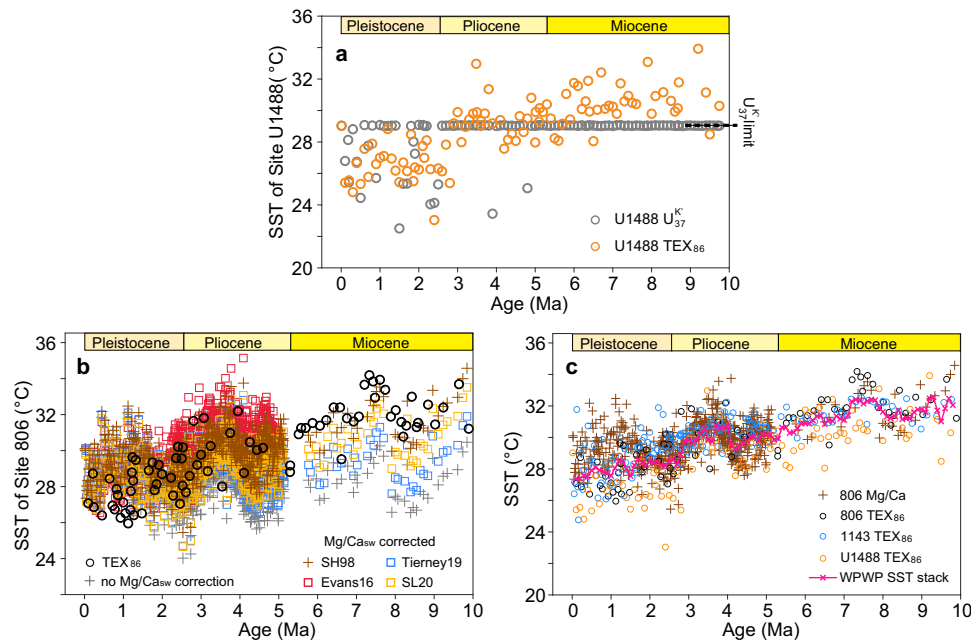 Pleistocene Pliocene Miocene
a
36
32
28
24
20
SST of Site U1488( °C)
U37K' limit
U1488 U37K'
U1488 TEX86
0 1 2 3 4 5 6 7 8 9 10
Age (Ma)
Pleistocene Pliocene Miocene
b
36
32
28
24
SST of Site 806 (°C)
Mg/Casw corrected
TEX86 SH98 Tierney19
no Mg/Casw correction Evans16 SL20
0 1 2 3 4 5 6 7 8 9 10
Age (Ma)
Pleistocene Pliocene Miocene
c
36
32
28
24
20
SST (°C)
806 Mg/Ca
806 TEX86
1143 TEX86
U1488 TEX86
WPWP SST stack
0 1 2 3 4 5 6 7 8 9 10
Age (Ma)